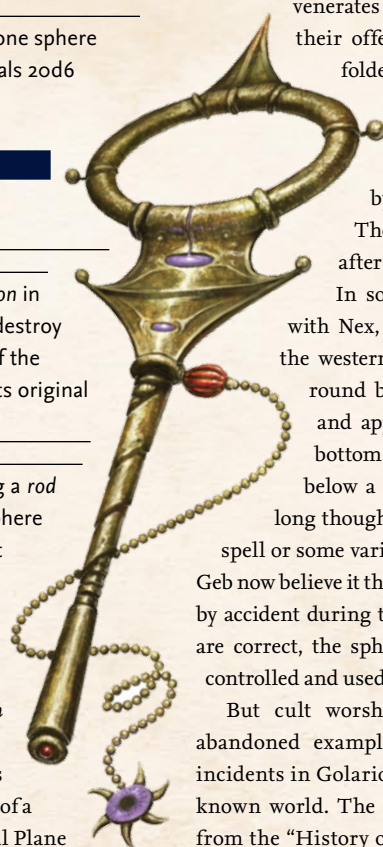 one sphere
als 20d6
on in
destroy
f the
ts original
g a rod
here
t
a
s
of a
l Plane
venerates
their offe
folde
b
The
after
In so
with Nex,
the western
round b
and ap
bottom
below a
long though
spell or some vari
Geb now believe it th
by accident during t
are correct, the sph
controlled and used
But cult worsh
abandoned exampl
incidents in Golario
known world. The
from the “History o